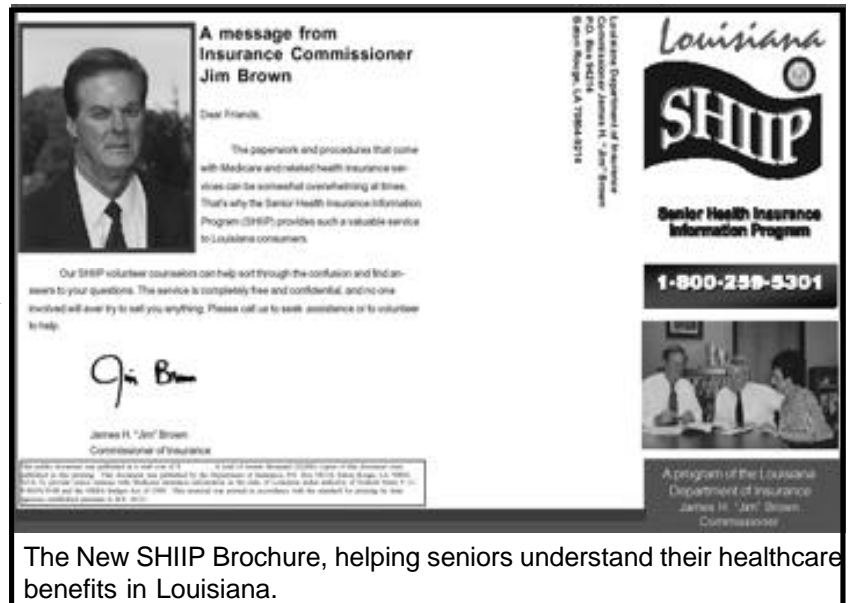 A message from
Insurance Commissioner
Jim Brown
Dear Friends,
The paperwork and procedures that come
with Medicare and related health insurance ser-
vices can be somewhat overwhelming at times.
That's why the Senior Health Insurance Information
Program (SHIIP) provides such a valuable service
to Louisiana consumers.
Our SHIIP volunteer counselors can help sort through the confusion and find an-
swers to your questions. The service is completely free and confidential, and no one
involved will ever try to sell you anything. Please call us to seek assistance or to volunteer
to help.
Jim Brown
James H. "Jim" Brown
Commissioner of Insurance
Louisiana Department of Insurance
Commissioner James H. "Jim" Brown
P.O. Box 94214
Baton Rouge, LA 70804-9214
Louisiana
SHIIP
Senior Health Insurance
Information Program
1-800-259-5301
A program of the Louisiana
Department of Insurance
James H. "Jim" Brown
Commissioner
The New SHIIP Brochure, helping seniors understand their healthcare
benefits in Louisiana.